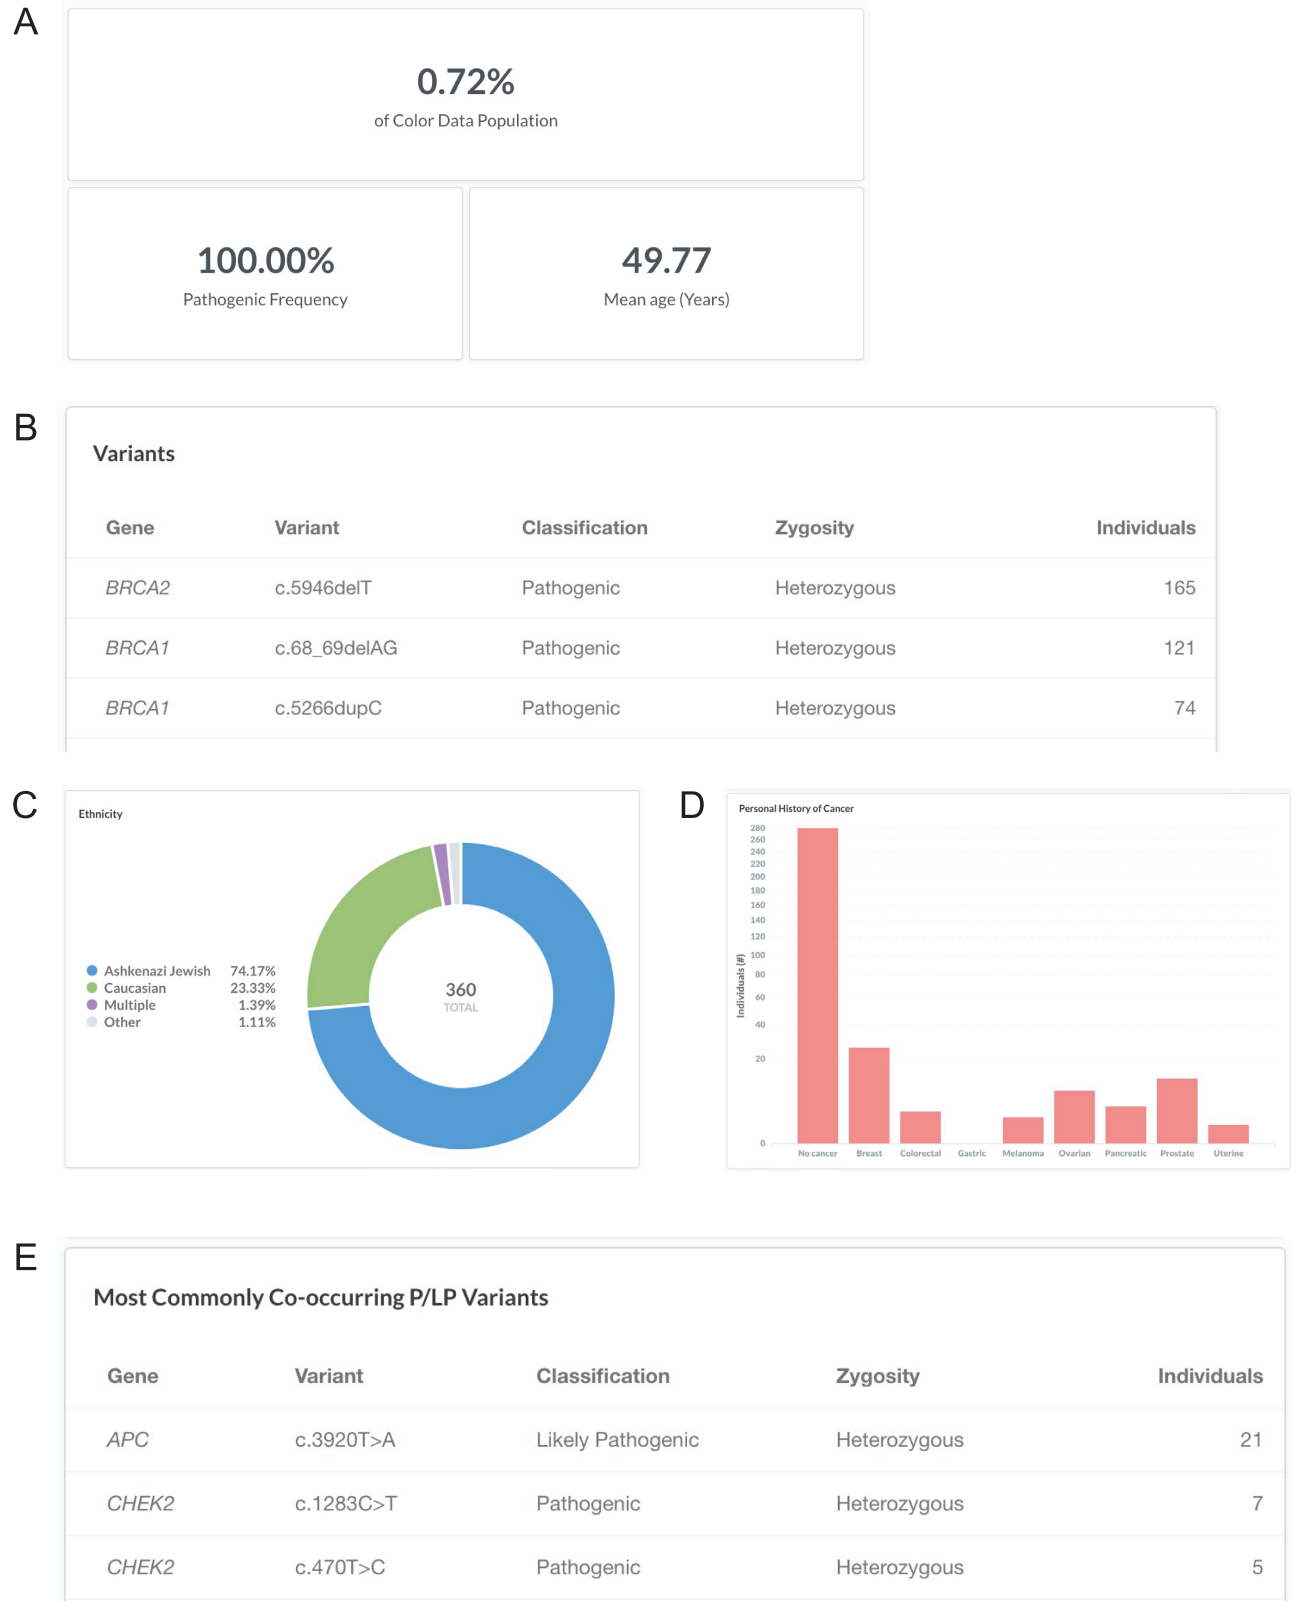 A
0.72%
of Color Data Population
100.00%
Pathogenic Frequency
49.77
Mean age (Years)
B
Variants
Gene Variant Classification Zygosity Individuals
BRCA2 c.5946delT Pathogenic Heterozygous 165
BRCA1 c.68_69delAG Pathogenic Heterozygous 121
BRCA1 c.5266dupC Pathogenic Heterozygous 74
C
Ethnicity
Ashkenazi Jewish 74.17%
Caucasian 23.33%
Multiple 1.39%
Other 1.11%
360
TOTAL
D
Personal History of Cancer
Individuals (#)
280
260
240
220
200
180
160
140
120
100
80
60
40
20
0
No cancer Breast Colorectal Gastric Melanoma Ovarian Pancreatic Prostate Uterine
E
Most Commonly Co-occurring P/LP Variants
Gene Variant Classification Zygosity Individuals
APC c.3920T>A Likely Pathogenic Heterozygous 21
CHEK2 c.1283C>T Pathogenic Heterozygous 7
CHEK2 c.470T>C Pathogenic Heterozygous 5